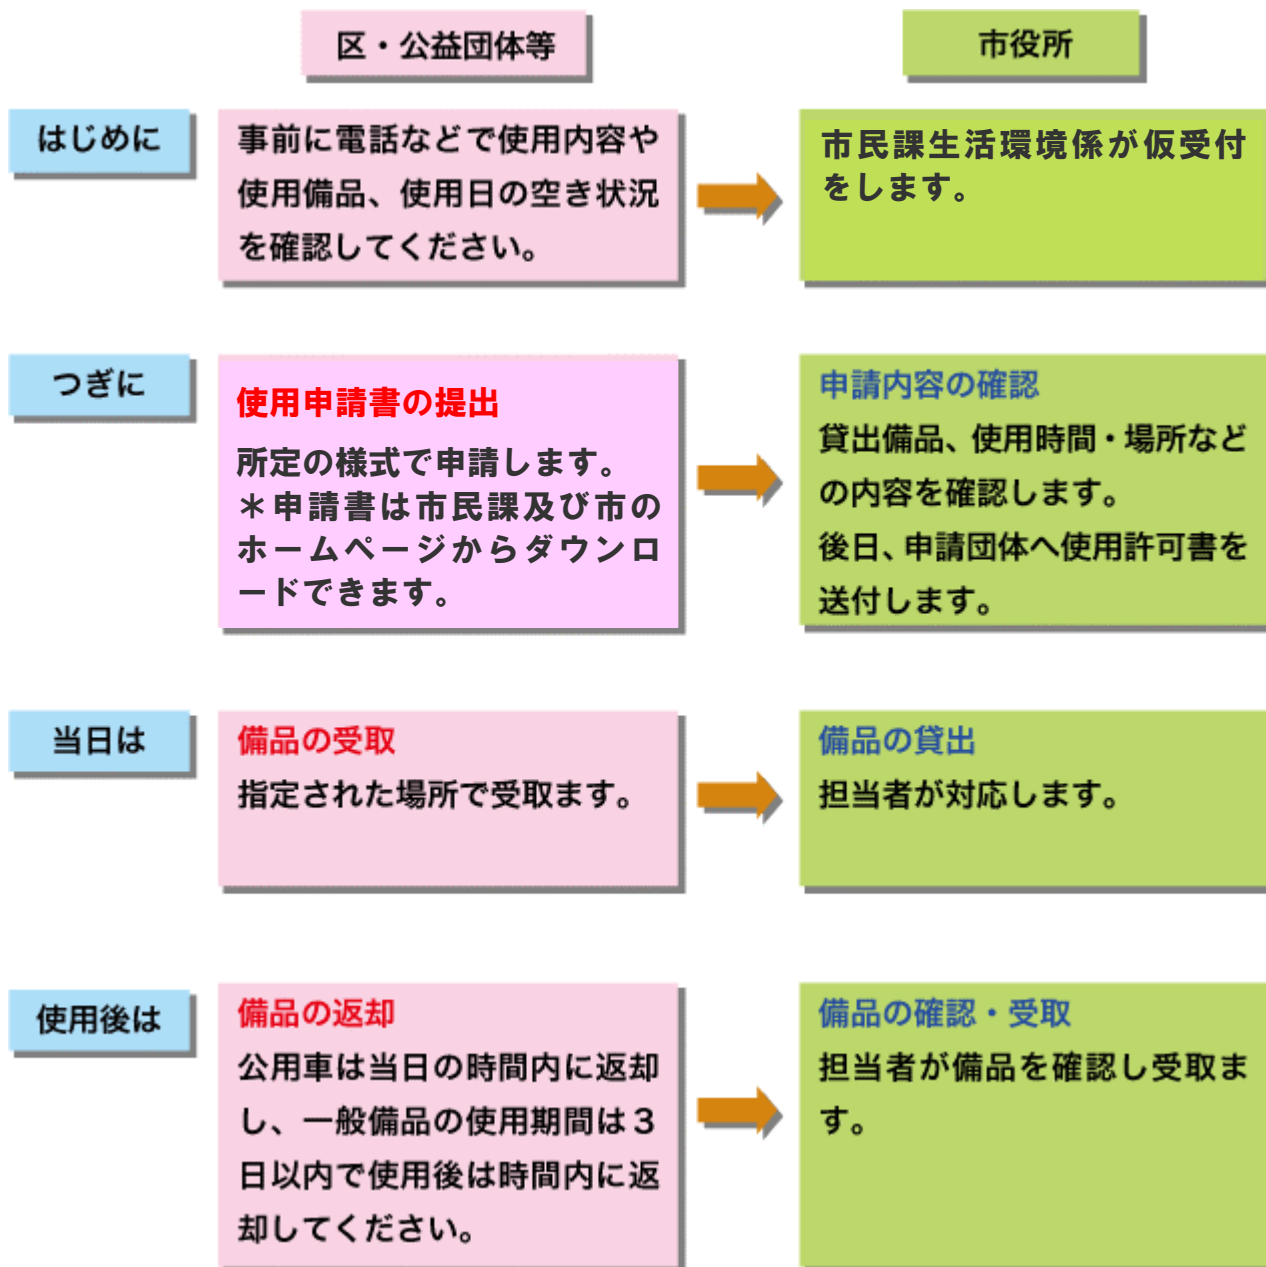 区・公益団体等
市役所
はじめに
事前に電話などで使用内容や
使用備品、使用日の空き状況
を確認してください。
市民課生活環境係が仮受付
をします。
つぎに
使用申請書の提出
所定の様式で申請します。
＊申請書は市民課及び市の
ホームページからダウンロ
ードできます。
申請内容の確認
貸出備品、使用時間・場所など
の内容を確認します。
後日、申請団体へ使用許可書を
送付します。
当日は
備品の受取
指定された場所で受取ます。
備品の貸出
担当者が対応します。
使用後は
備品の返却
公用車は当日の時間内に返却
し、一般備品の使用期間は３
日以内で使用後は時間内に返
却してください。
備品の確認・受取
担当者が備品を確認し受取ま
す。